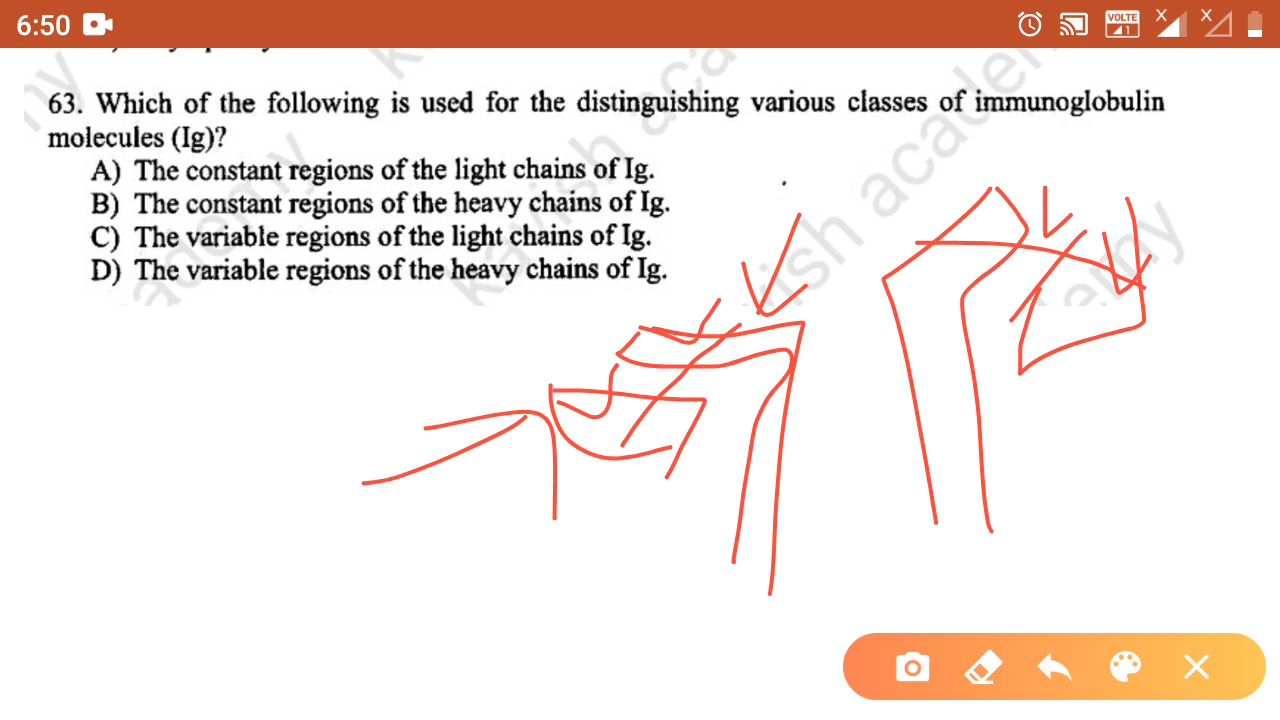 6:50
VOLTE
1
X
X
63. Which of the following is used for the distinguishing various classes of immunoglobulin
molecules (Ig)?
A) The constant regions of the light chains of Ig.
B) The constant regions of the heavy chains of Ig.
C) The variable regions of the light chains of Ig.
D) The variable regions of the heavy chains of Ig.